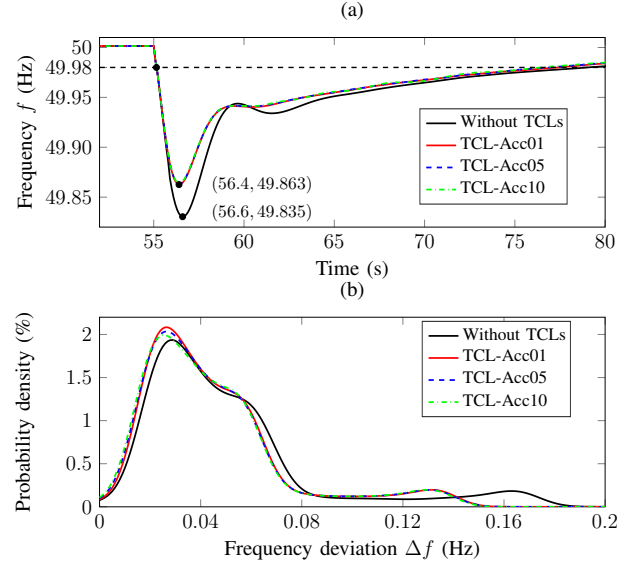 (a)
50
49.98
49.95
49.90
49.85
Frequency f (Hz)
(56.4, 49.863)
(56.6, 49.835)
Without TCLs
TCL-Acc01
TCL-Acc05
TCL-Acc10
55 60 65 70 75 80
Time (s)
(b)
2
1.5
1
0.5
0
Probability density (%)
Without TCLs
TCL-Acc01
TCL-Acc05
TCL-Acc10
0 0.04 0.08 0.12 0.16 0.2
Frequency deviation Δf (Hz)